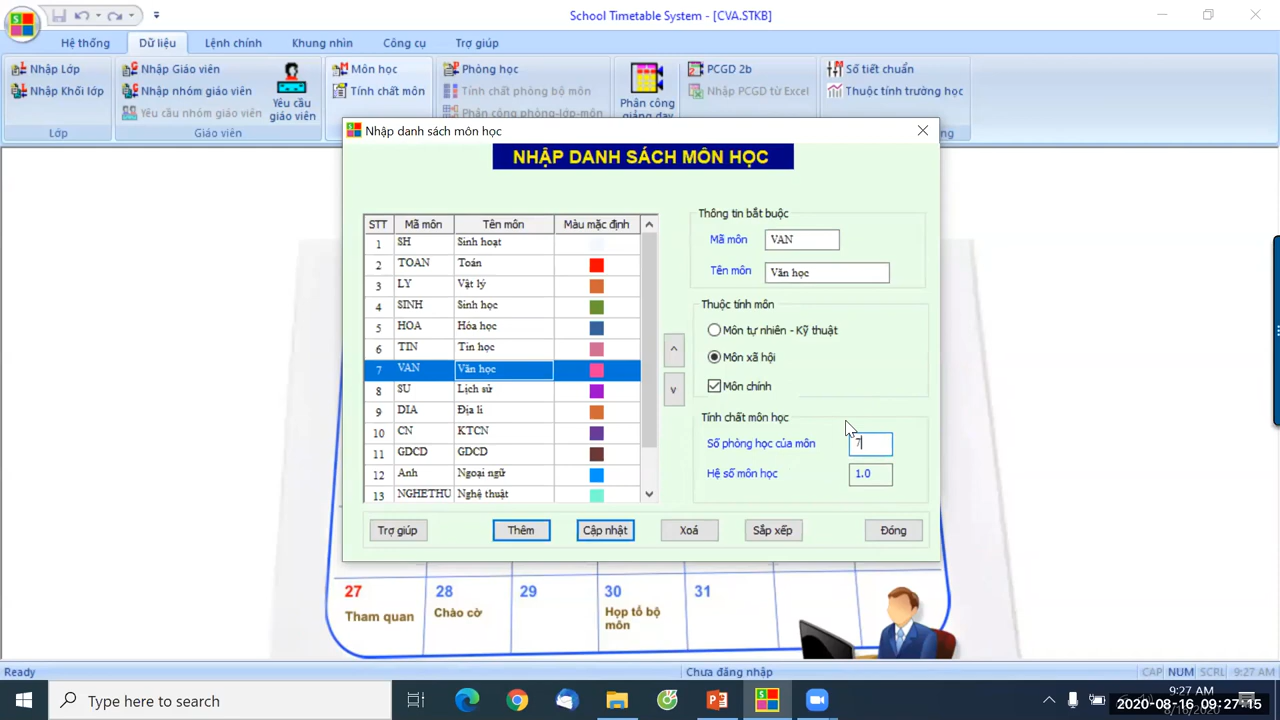 School Timetable System - [CVA.STKB]
Hệ thống Dữ liệu Lệnh chính Khung nhìn Công cụ Trợ giúp
Nhập Lớp
Nhập Khối lớp
Lớp
Nhập Giáo viên
Nhập nhóm giáo viên
Yêu cầu nhóm giáo viên
Yêu cầu
giáo viên
Giáo viên
Môn học
Tính chất môn
Phòng học
Tính chất phòng bộ môn
Phân công phòng-lớp-môn
Phân công
giảng dạy
PCGD 2b
Nhập PCGD từ Excel
Số tiết chuẩn
Thuộc tính trường học
Nhập danh sách môn học
NHẬP DANH SÁCH MÔN HỌC
STT Mã môn Tên môn Màu mặc định
1 SH Sinh hoạt
2 TOAN Toán
3 LY Vật lý
4 SINH Sinh học
5 HOA Hóa học
6 TIN Tin học
7 VAN Văn học
8 SU Lịch sử
9 DIA Địa lí
10 CN KTCN
11 GDCD GDCD
12 Anh Ngoại ngữ
13 NGHETHU Nghệ thuật
Thông tin bắt buộc
Mã môn VAN
Tên môn Văn học
Thuộc tính môn
Môn tự nhiên - Kỹ thuật
Môn xã hội
Môn chính
Tính chất môn học
Số phòng học của môn 7
Hệ số môn học 1.0
Trợ giúp Thêm Cập nhật Xoá Sắp xếp Đóng
27 28 29 30 31
Tham quan Chào cờ Họp tổ bộ
môn
Ready Chưa đăng nhập CAP NUM SCRL 9:27 AM
Type here to search
9:27 AM
2020-08-16 09:27:15